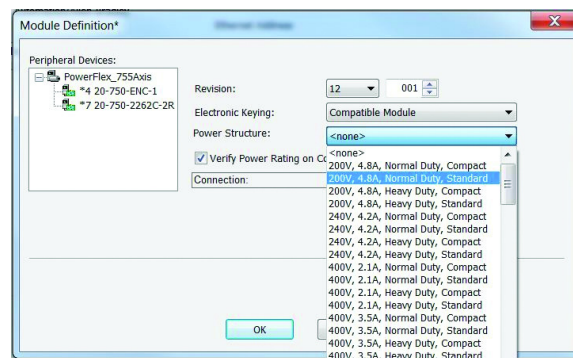 Module Definition*
Peripheral Devices:
PowerFlex_755Axis
*4 20-750-ENC-1
*7 20-750-2262C-2R
Revision:
12
001
Electronic Keying:
Compatible Module
Power Structure:
<none>
Verify Power Rating on Co
Connection:
<none>
200V, 4.8A, Normal Duty, Compact
200V, 4.8A, Normal Duty, Standard
200V, 4.8A, Heavy Duty, Compact
200V, 4.8A, Heavy Duty, Standard
240V, 4.2A, Normal Duty, Compact
240V, 4.2A, Normal Duty, Standard
240V, 4.2A, Heavy Duty, Compact
240V, 4.2A, Heavy Duty, Standard
400V, 2.1A, Normal Duty, Compact
400V, 2.1A, Normal Duty, Standard
400V, 2.1A, Heavy Duty, Compact
400V, 2.1A, Heavy Duty, Standard
400V, 3.5A, Normal Duty, Compact
400V, 3.5A, Normal Duty, Standard
400V, 3.5A, Heavy Duty, Compact
400V, 3.5A, Heavy Duty, Standard
OK